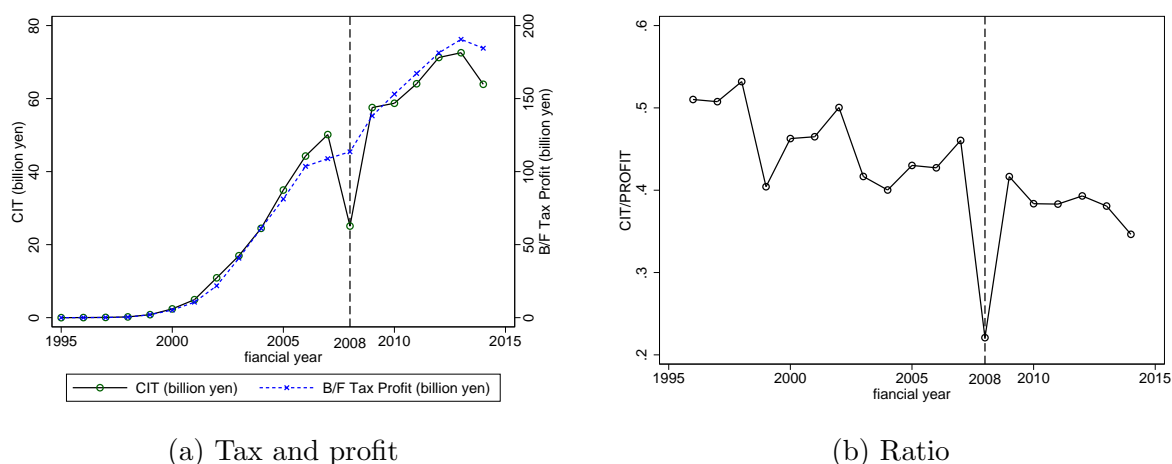 80
60
40
20
0
CIT (billion yen)
200
150
100
50
0
B/F Tax Profit (billion yen)
1995 2000 2005 2008 2010 2015
fiancial year
CIT (billion yen) B/F Tax Profit (billion yen)
(a) Tax and profit
.6
.5
.4
.3
.2
CIT/PROFIT
1995 2000 2005 2008 2010 2015
fiancial year
(b) Ratio